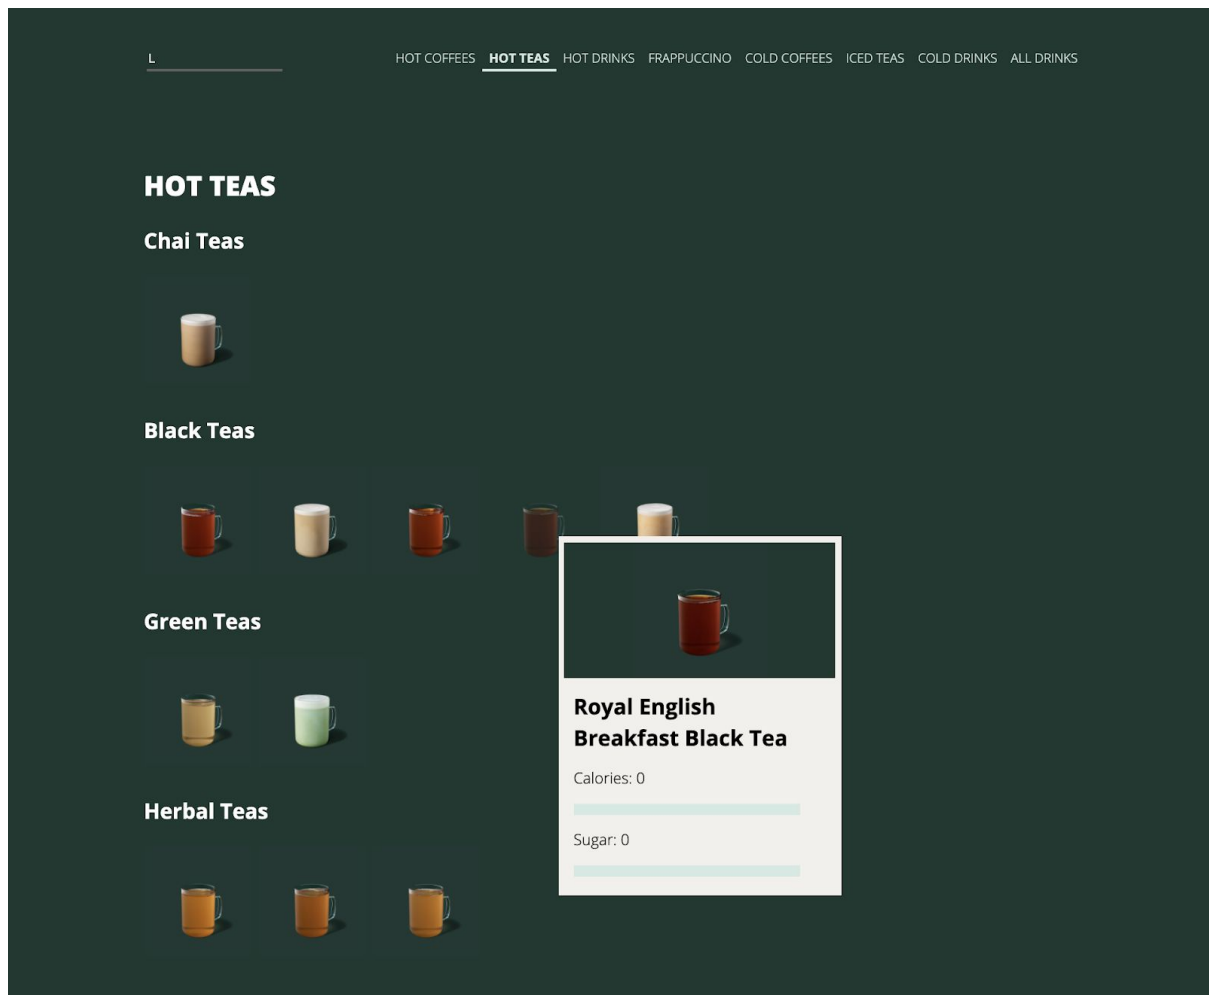 L
HOT COFFEES HOT TEAS HOT DRINKS FRAPPUCCINO COLD COFFEES ICED TEAS COLD DRINKS ALL DRINKS
HOT TEAS
Chai Teas
Black Teas
Green Teas
Royal English
Breakfast Black Tea
Calories: 0
Sugar: 0
Herbal Teas